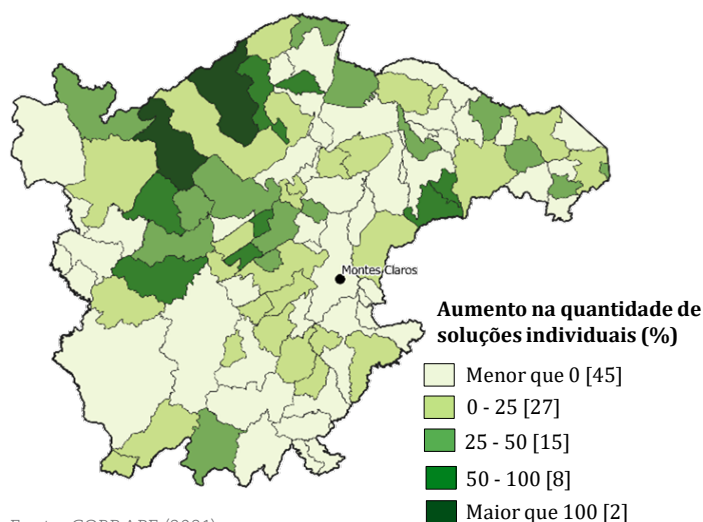 Montes Claros
Aumento na quantidade de
soluções individuais (%)
Menor que 0 [45]
0 - 25 [27]
25 - 50 [15]
50 - 100 [8]
Maior que 100 [2]